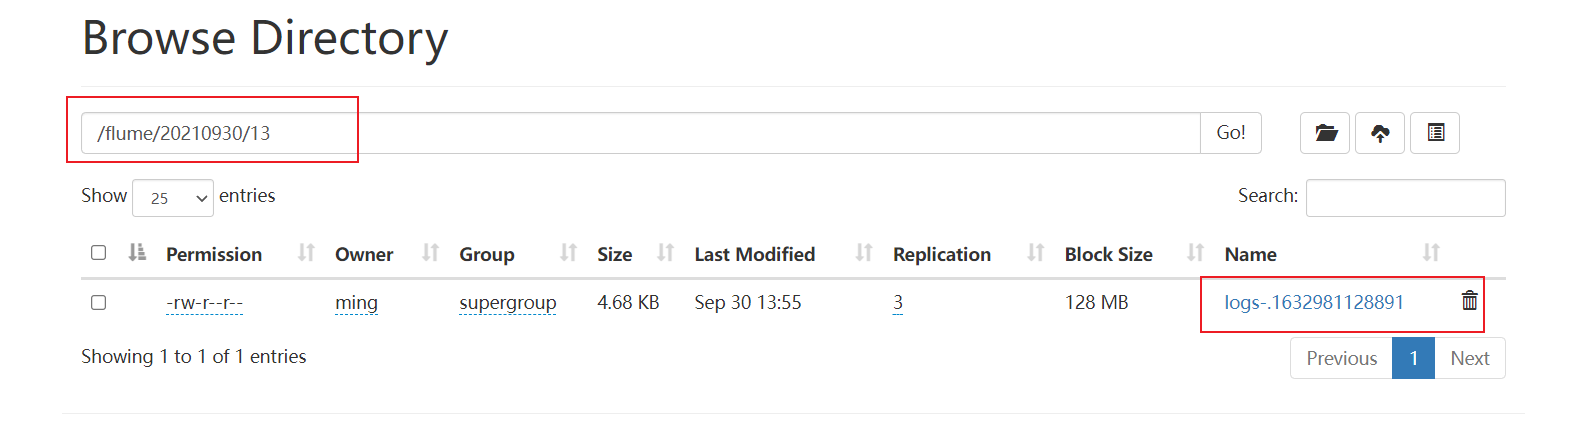 Browse Directory
/flume/20210930/13 Go!
Show 25 entries Search:
Permission Owner Group Size Last Modified Replication Block Size Name
-rw-r--r-- ming supergroup 4.68 KB Sep 30 13:55 3 128 MB logs-.1632981128891
Showing 1 to 1 of 1 entries Previous 1 Next